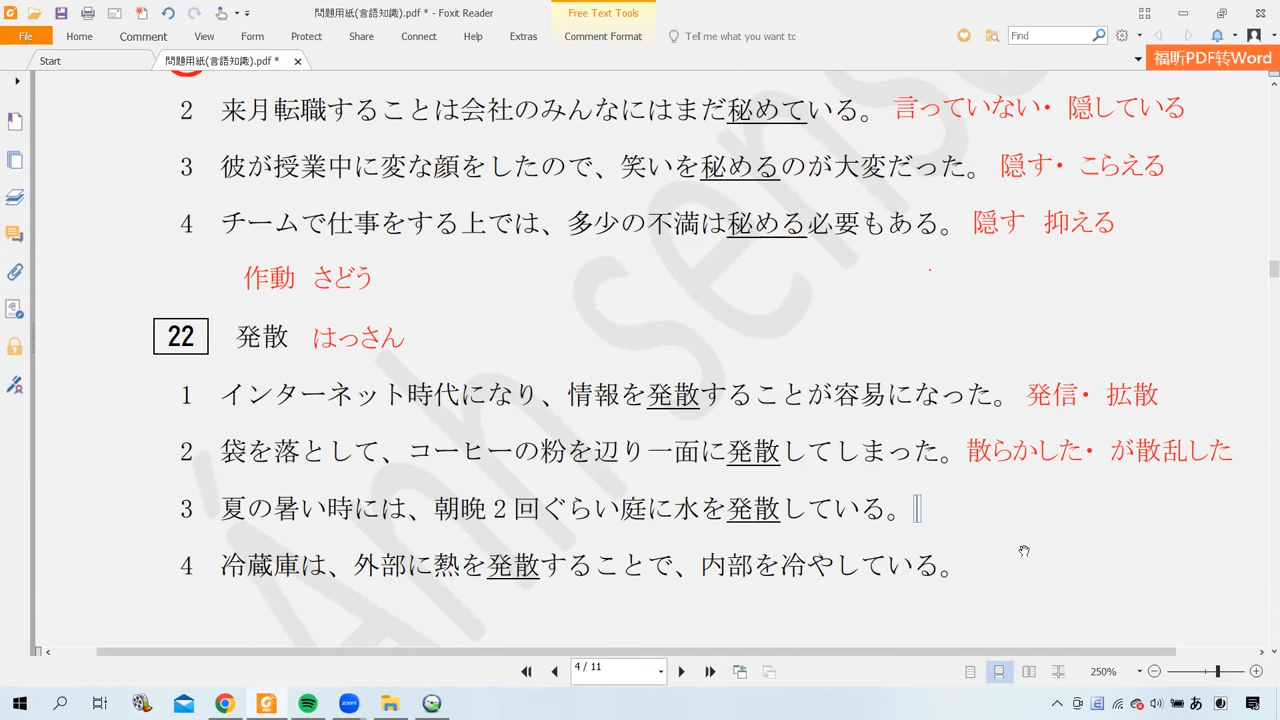 問題用紙(言語知識).pdf * - Foxit Reader
Free Text Tools
File
Home
Comment
View
Form
Protect
Share
Connect
Help
Extras
Comment Format
Tell me what you want to
Find
Start
問題用紙(言語知識).pdf *
福昕PDF转Word
2 来月転職することは会社のみんなにはまだ秘めている。 言っていない・ 隠している
3 彼が授業中に変な顔をしたので、笑いを秘めるのが大変だった。 隠す・ こらえる
4 チームで仕事をする上では、多少の不満は秘める必要もある。 隠す 抑える
作動 さどう
22 発散 はっさん
1 インターネット時代になり、情報を発散することが容易になった。 発信・ 拡散
2 袋を落として、コーヒーの粉を辺り一面に発散してしまった。 散らかした・ が散乱した
3 夏の暑い時には、朝晩2回ぐらい庭に水を発散している。
4 冷蔵庫は、外部に熱を発散することで、内部を冷やしている。
Anh sense
4 / 11
250%
zoom
あ